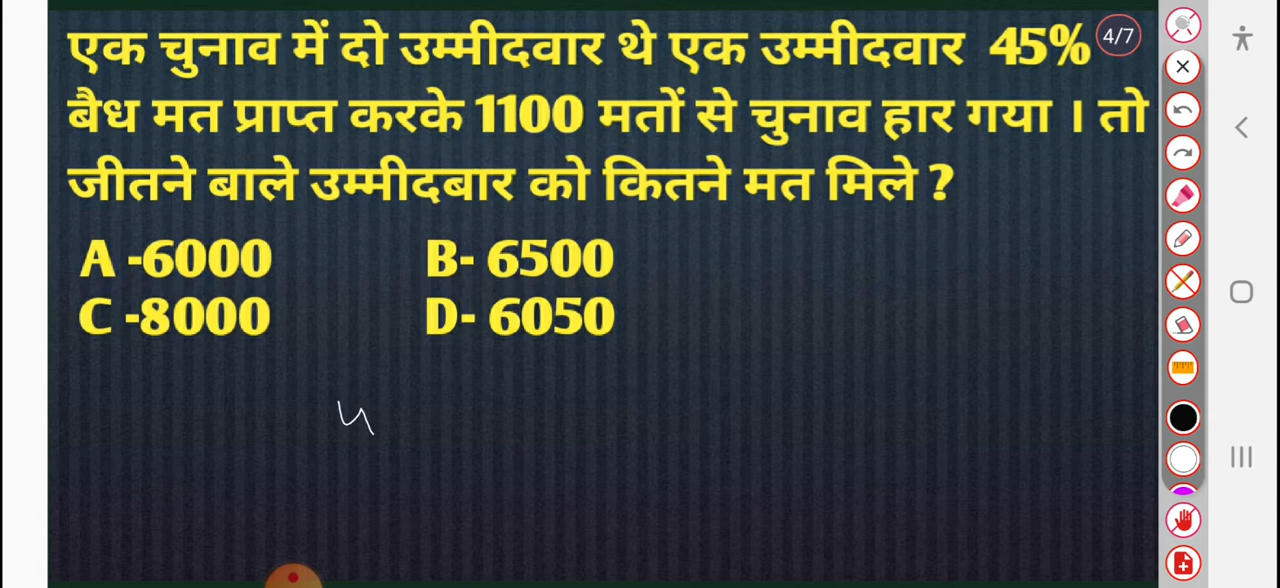 एक चुनाव में दो उम्मीदवार थे एक उम्मीदवार 45%
4/7
बैध मत प्राप्त करके 1100 मतों से चुनाव हार गया । तो
जीतने बाले उम्मीदबार को कितने मत मिले ?
A -6000 B- 6500
C -8000 D- 6050